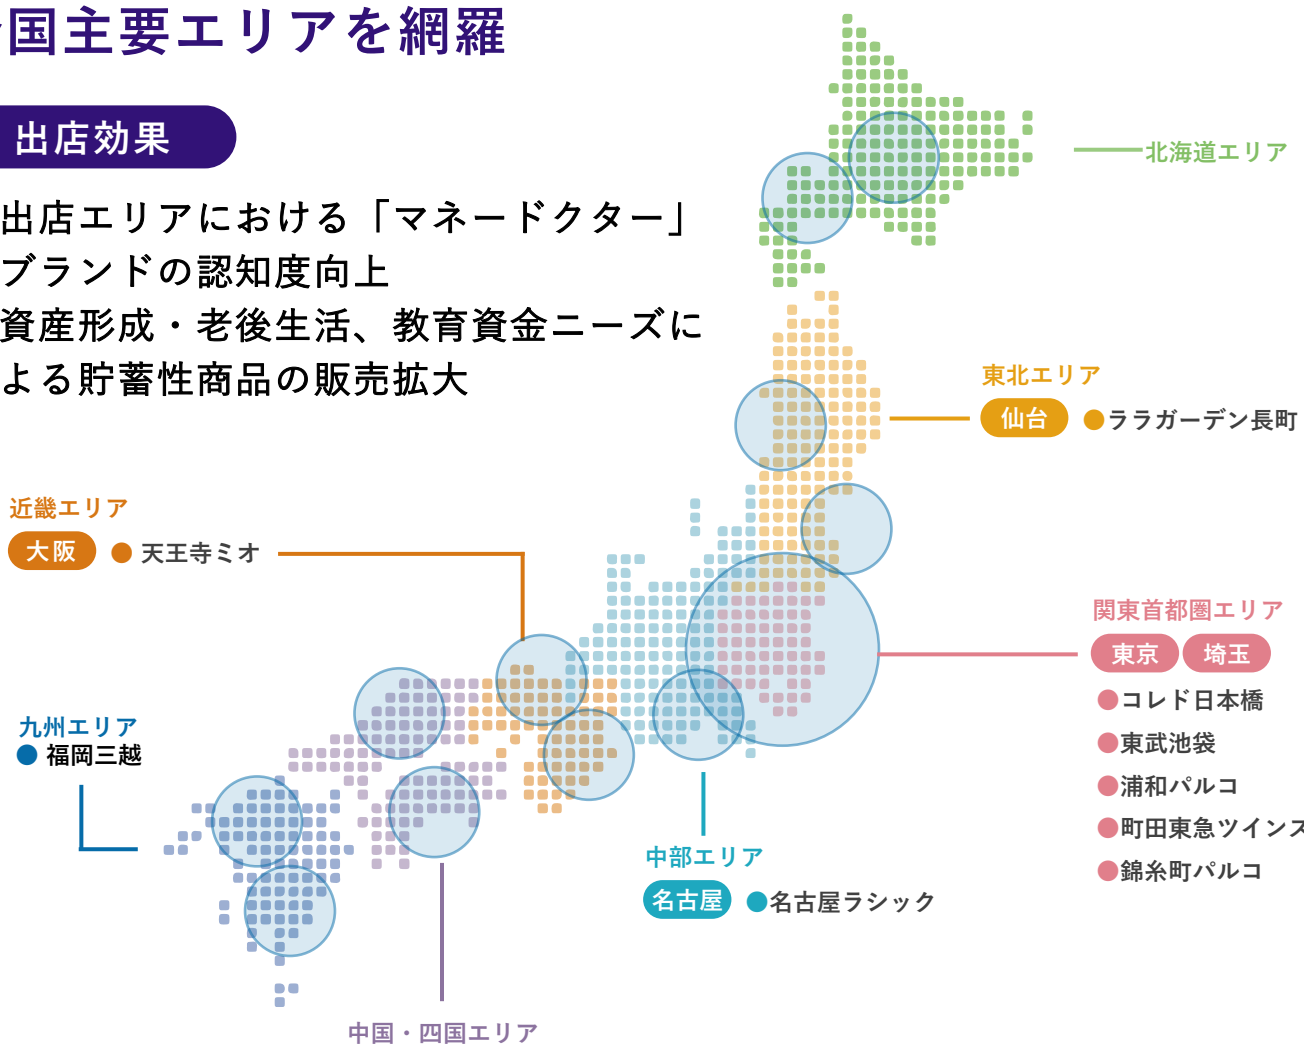 国主要エリアを網羅
出店効果
出店エリアにおける「マネードクター」
ブランドの認知度向上
資産形成・老後生活、教育資金ニーズに
よる貯蓄性商品の販売拡大
北海道エリア
東北エリア
仙台 ●ララガーデン長町
近畿エリア
大阪 ● 天王寺ミオ
関東首都圏エリア
東京 埼玉
●コレド日本橋
●東武池袋
●浦和パルコ
●町田東急ツインズ
●錦糸町パルコ
九州エリア
● 福岡三越
中部エリア
名古屋 ●名古屋ラシック
中国・四国エリア